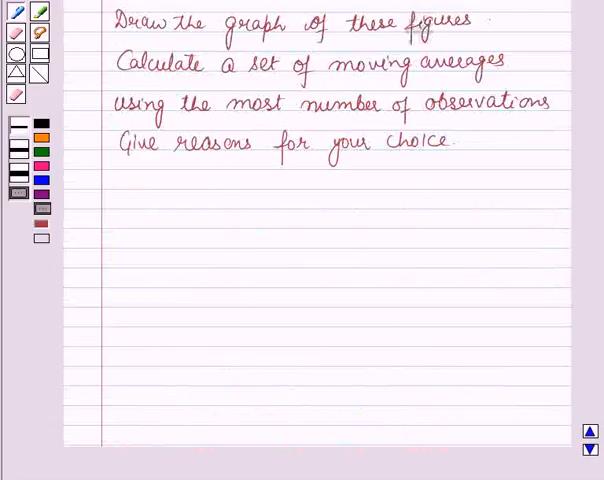 Draw the graph of these figures.
Calculate a set of moving averages
using the most number of observations
Give reasons for your choice.